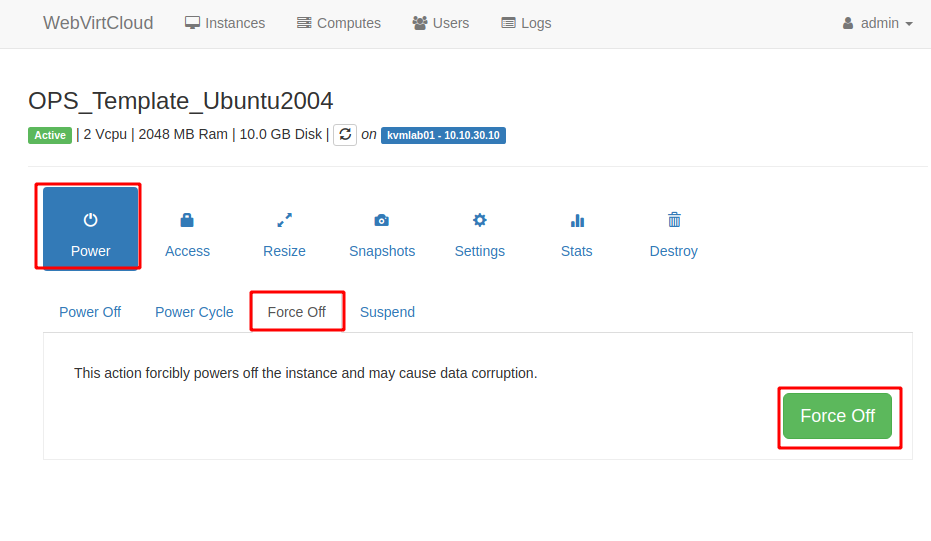 WebVirtCloud Instances Computes Users Logs admin
OPS_Template_Ubuntu2004
Active | 2 Vcpu | 2048 MB Ram | 10.0 GB Disk | on kvmlab01 - 10.10.30.10
Power Access Resize Snapshots Settings Stats Destroy
Power Off Power Cycle Force Off Suspend
This action forcibly powers off the instance and may cause data corruption.
Force Off